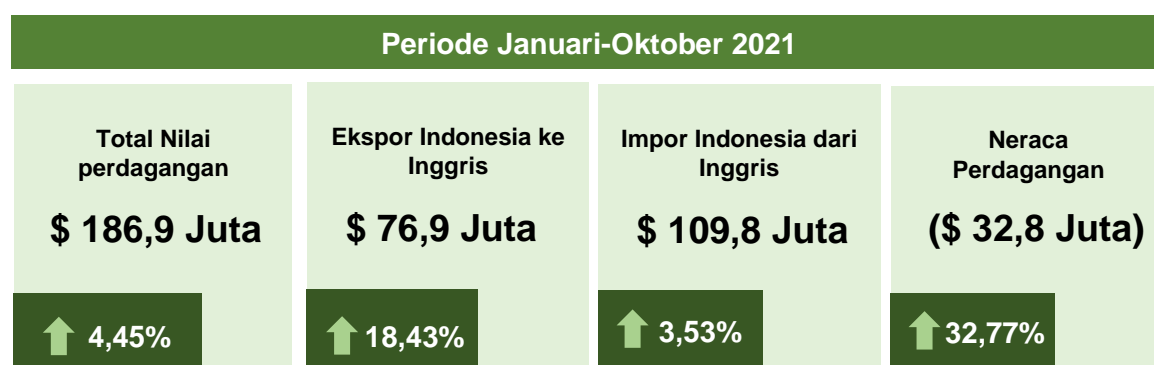 Periode Januari-Oktober 2021
Total Nilai
perdagangan
$ 186,9 Juta
4,45%
Ekspor Indonesia ke
Inggris
$ 76,9 Juta
18,43%
Impor Indonesia dari
Inggris
$ 109,8 Juta
3,53%
Neraca
Perdagangan
($ 32,8 Juta)
32,77%